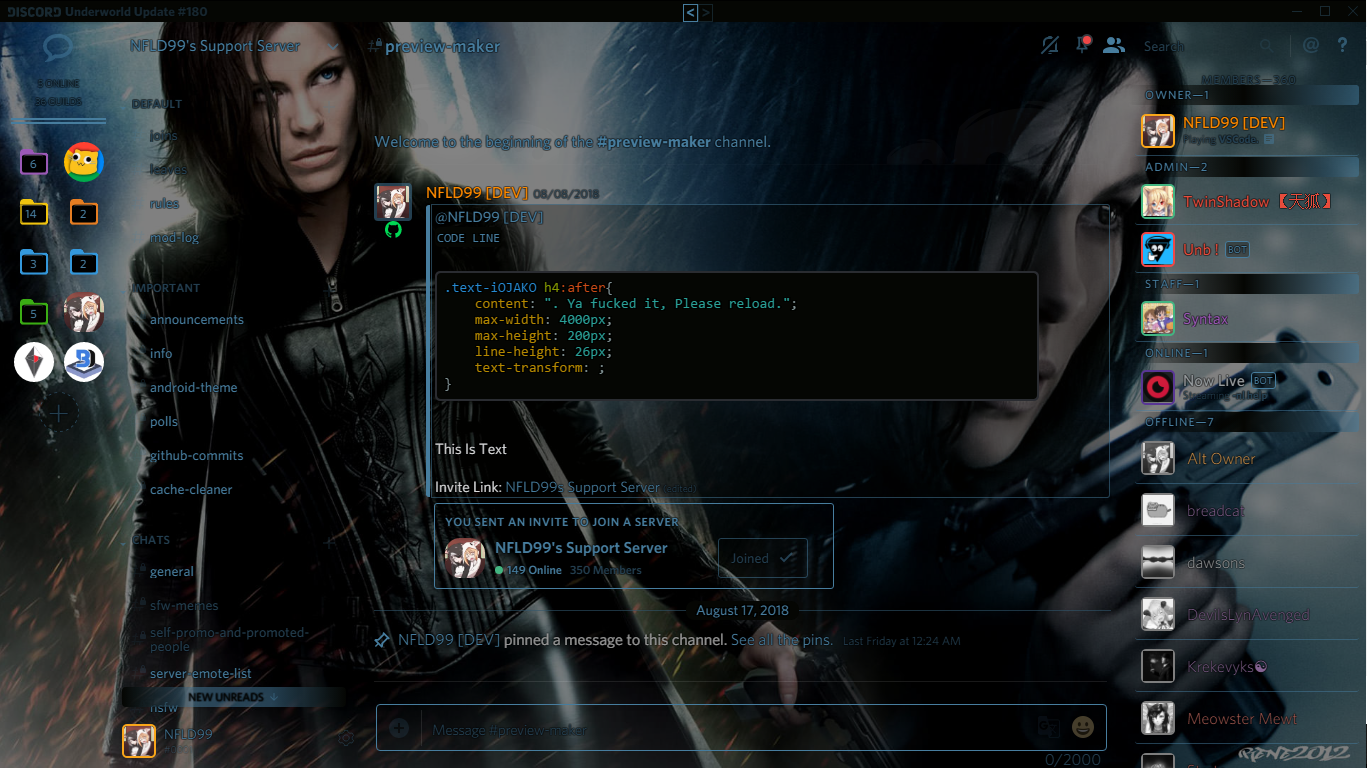 DISCORD Underworld Update #180
< >
NFLD99's Support Server
# preview-maker
Search
@ ?
ONLINE
GUILDS
6
14
2
3
2
5
DEFAULT
joins
leaves
rules
mod-log
IMPORTANT
announcements
info
android-theme
polls
github-commits
cache-cleaner
CHATS
general
sfw-memes
self-promo-and-promoted-
people
server-emote-list
NEW UNREADS
nsfw
NFLD99
Welcome to the beginning of the #preview-maker channel.
NFLD99 [DEV] 08/08/2018
@NFLD99 [DEV]
CODE LINE
.text-iOJAKO h4:after{
content: ". Ya fucked it, Please reload.";
max-width: 4000px;
max-height: 200px;
line-height: 26px;
text-transform: ;
}
This Is Text
Invite Link: NFLD99s Support Server (edited)
YOU SENT AN INVITE TO JOIN A SERVER
NFLD99's Support Server
149 Online 350 Members
Joined
August 17, 2018
NFLD99 [DEV] pinned a message to this channel. See all the pins. Last Friday at 12:24 AM
Message #preview-maker
0/2000
MEMBERS—360
OWNER—1
NFLD99 [DEV]
Playing VSCode.
ADMIN—2
TwinShadow 【天狐】
Unb ! BOT
STAFF—1
Syntax
ONLINE—1
Now Live BOT
Streaming
OFFLINE—7
Alt Owner
breadcat
dawsons
DevilsLynAvenged
Krekevyks☯
Meowster Mewt
IRENE2012